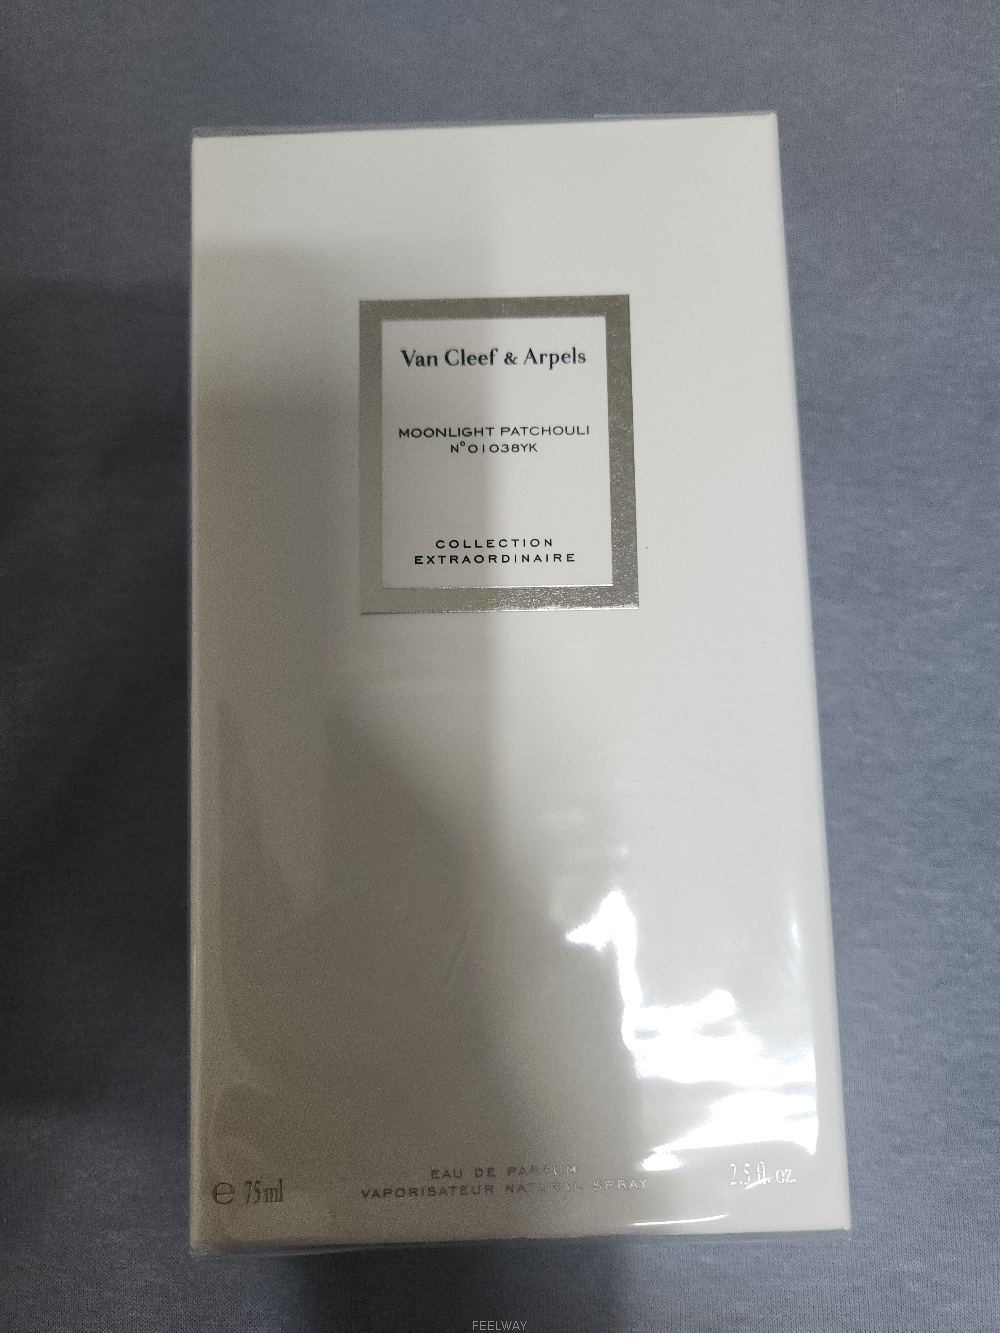 Van Cleef & Arpels
MOONLIGHT PATCHOULI
N°01038YK
COLLECTION
EXTRAORDINAIRE
EAU DE PARFUM
VAPORISATEUR NATURAL SPRAY
℮ 75 ml
2.5 fl. oz.
FEELWAY